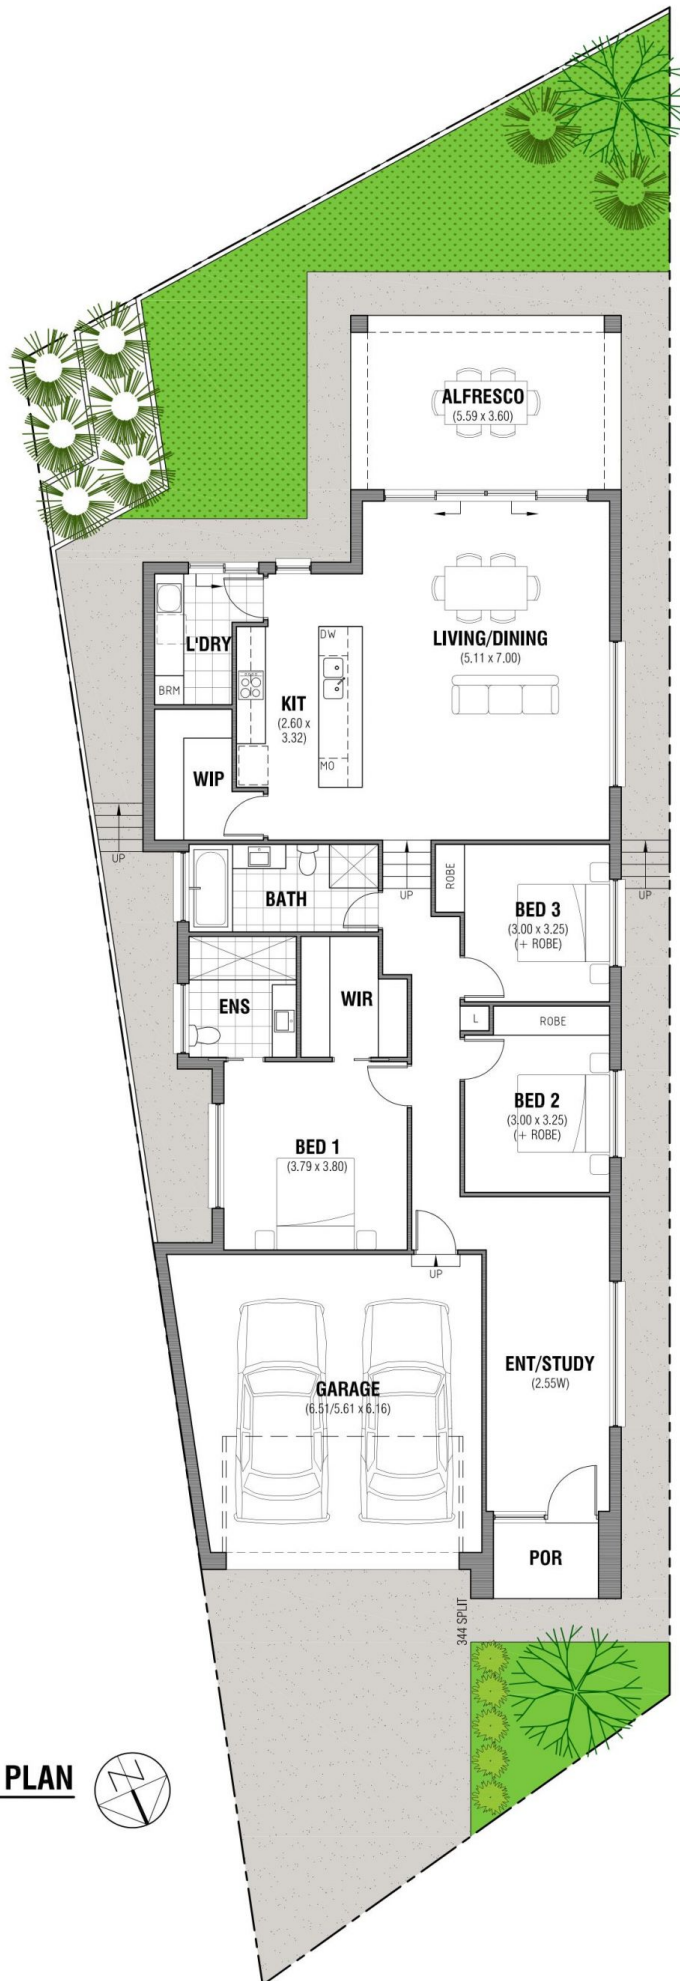 ALFRESCO
(5.59 x 3.60)
LIVING/DINING
(5.11 x 7.00)
L'DRY
BRM
DW
KIT
(2.60 x
3.32)
MO
WIP
UP
BATH
UP
ROBE
BED 3
(3.00 x 3.25)
(+ ROBE)
UP
ENS
WIR
L
ROBE
BED 2
(3.00 x 3.25)
(+ ROBE)
BED 1
(3.79 x 3.80)
UP
GARAGE
(6.51/5.61 x 6.16)
ENT/STUDY
(2.55W)
POR
344 SPLIT
PLAN
N